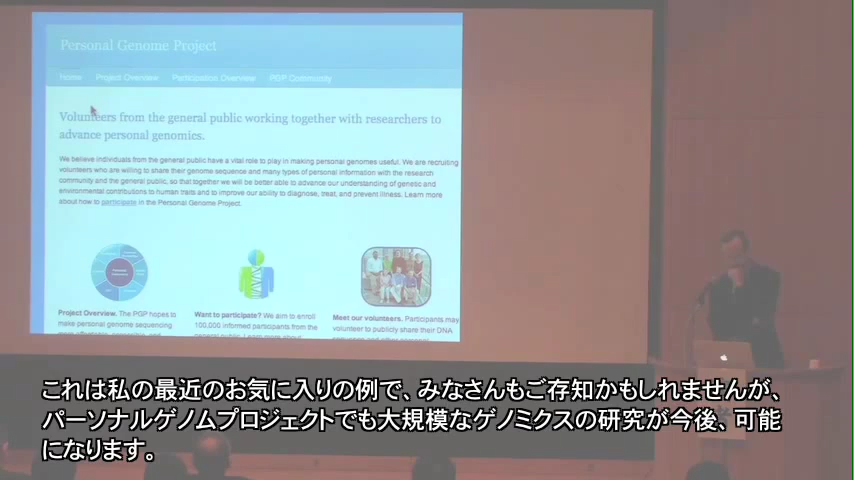 Personal Genome Project
Home Project Overview Participation Overview PGP Community
Volunteers from the general public working together with researchers to
advance personal genomics.
We believe individuals from the general public have a vital role to play in making personal genomes useful. We are recruiting
volunteers who are willing to share their genome sequence and many types of personal information with the research
community and the general public, so that together we will be better able to advance our understanding of genetic and
environmental contributions to human traits and to improve our ability to diagnose, treat, and prevent illness. Learn more
about how to participate in the Personal Genome Project.
Project Overview. The PGP hopes to
make personal genome sequencing
Want to participate? We aim to enroll
100,000 informed participants from the
Meet our volunteers. Participants may
volunteer to publicly share their DNA
これは私の最近のお気に入りの例で、みなさんもご存知かもしれませんが、
パーソナルゲノムプロジェクトでも大規模なゲノミクスの研究が今後、可能
になります。